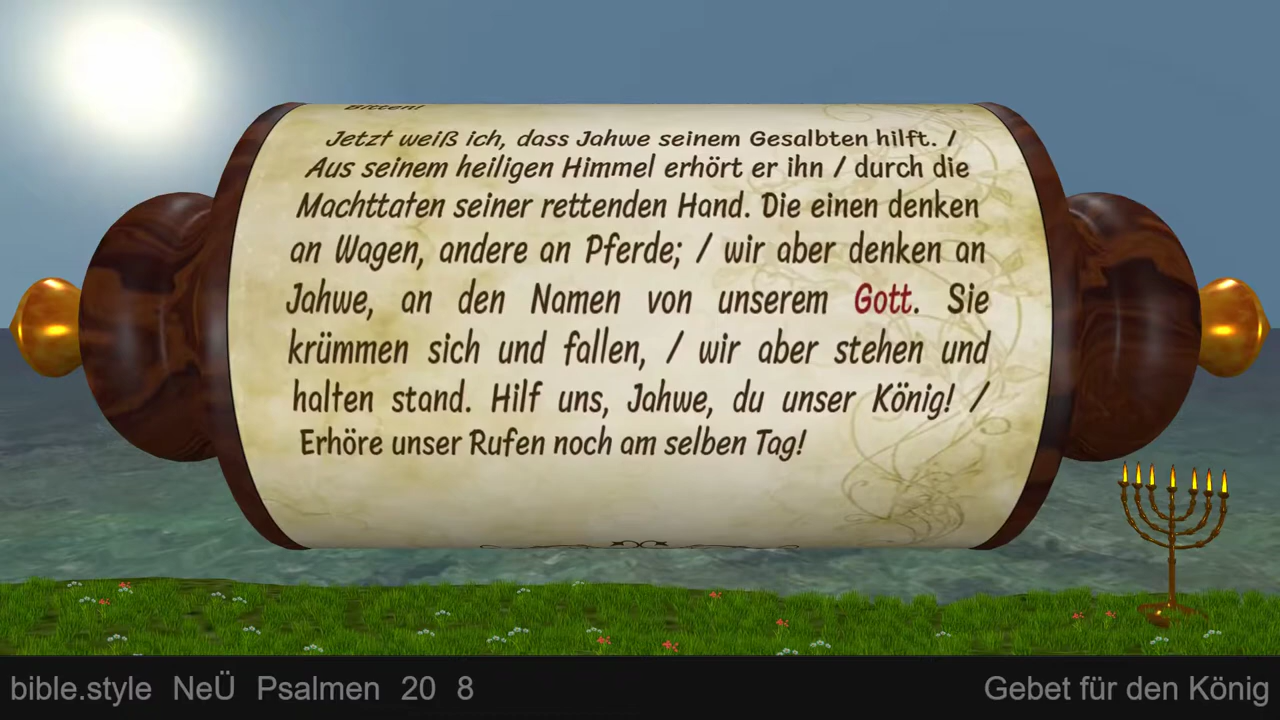 Bitten!
Jetzt weiß ich, dass Jahwe seinem Gesalbten hilft. /
Aus seinem heiligen Himmel erhört er ihn / durch die
Machttaten seiner rettenden Hand. Die einen denken
an Wagen, andere an Pferde; / wir aber denken an
Jahwe, an den Namen von unserem Gott. Sie
krümmen sich und fallen, / wir aber stehen und
halten stand. Hilf uns, Jahwe, du unser König! /
Erhöre unser Rufen noch am selben Tag!
bible.style NeÜ Psalmen 20 8 Gebet für den König